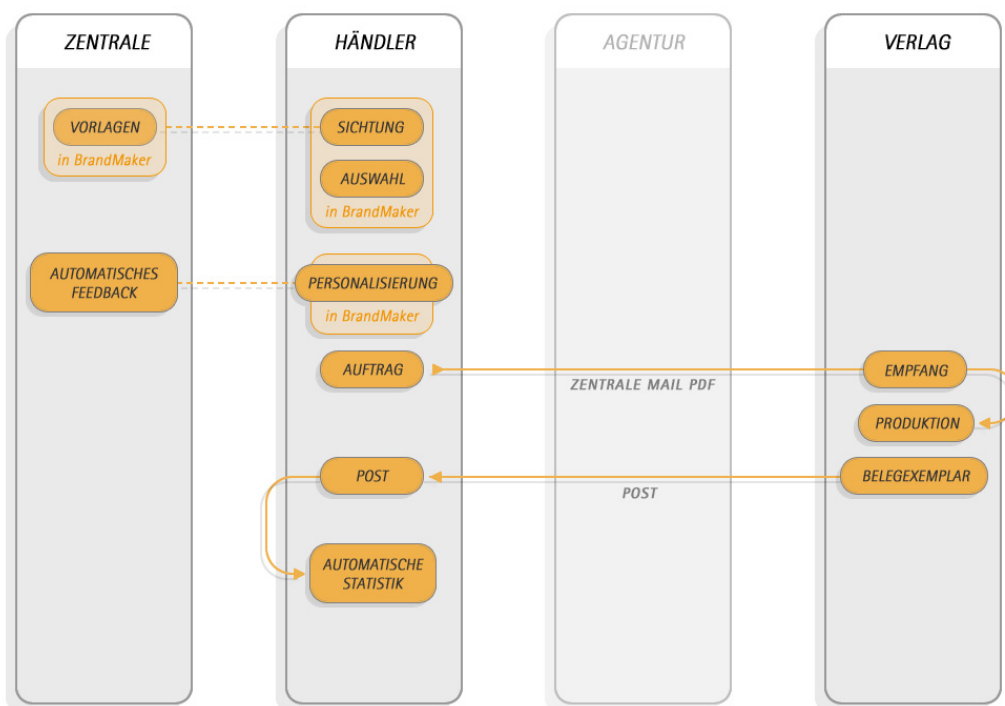 ZENTRALE
HÄNDLER
AGENTUR
VERLAG
VORLAGEN
in BrandMaker
SICHTUNG
AUSWAHL
in BrandMaker
AUTOMATISCHES
FEEDBACK
PERSONALISIERUNG
in BrandMaker
AUFTRAG
ZENTRALE MAIL PDF
EMPFANG
PRODUKTION
POST
POST
BELEGEXEMPLAR
AUTOMATISCHE
STATISTIK